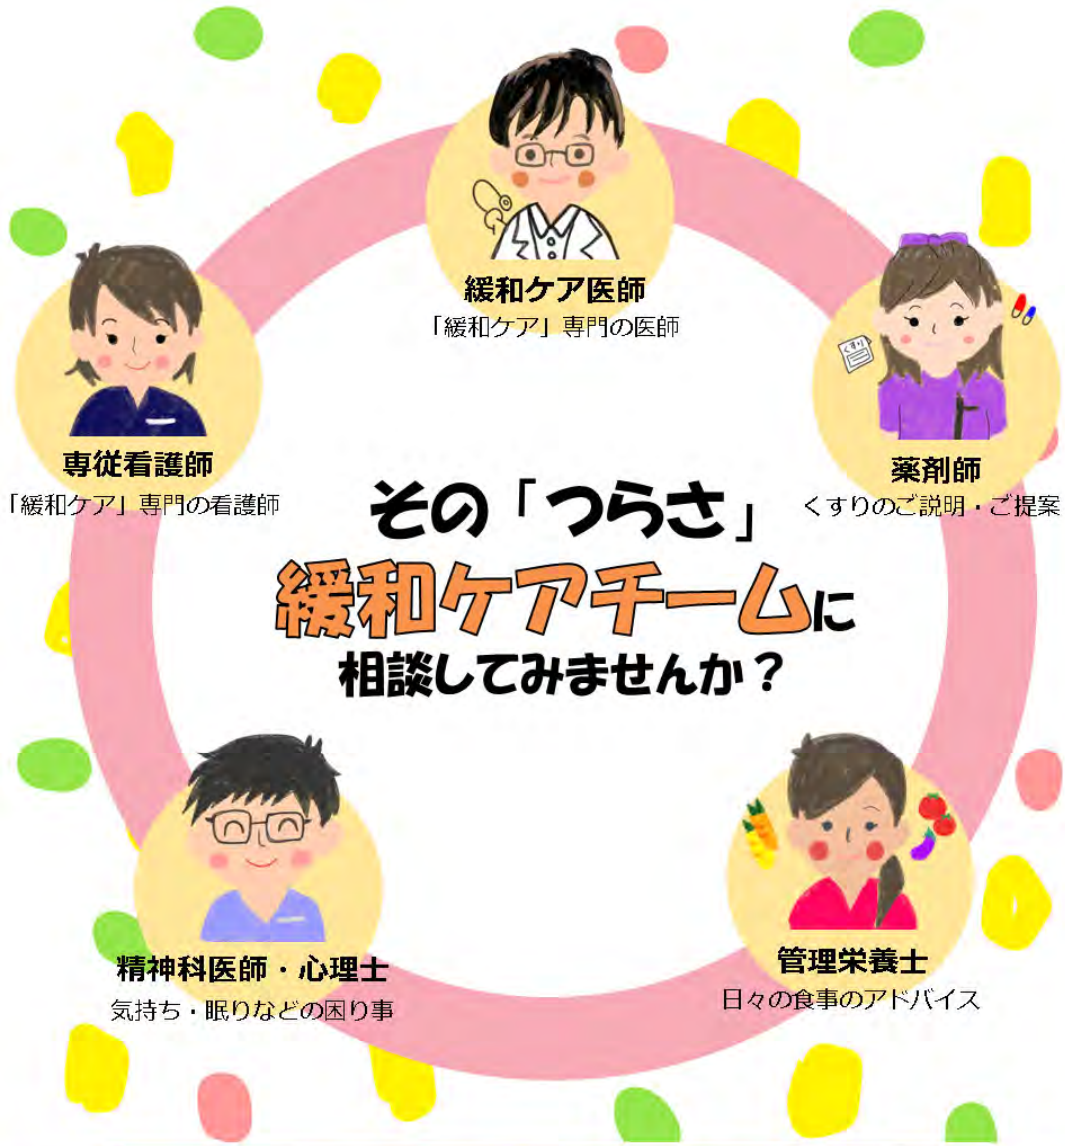 緩和ケア医師
「緩和ケア」専門の医師
専従看護師
「緩和ケア」専門の看護師
くすり
薬剤師
くすりのご説明・ご提案
その「つらさ」
緩和ケアチームに
相談してみませんか？
精神科医師・心理士
気持ち・眠りなどの困り事
管理栄養士
日々の食事のアドバイス